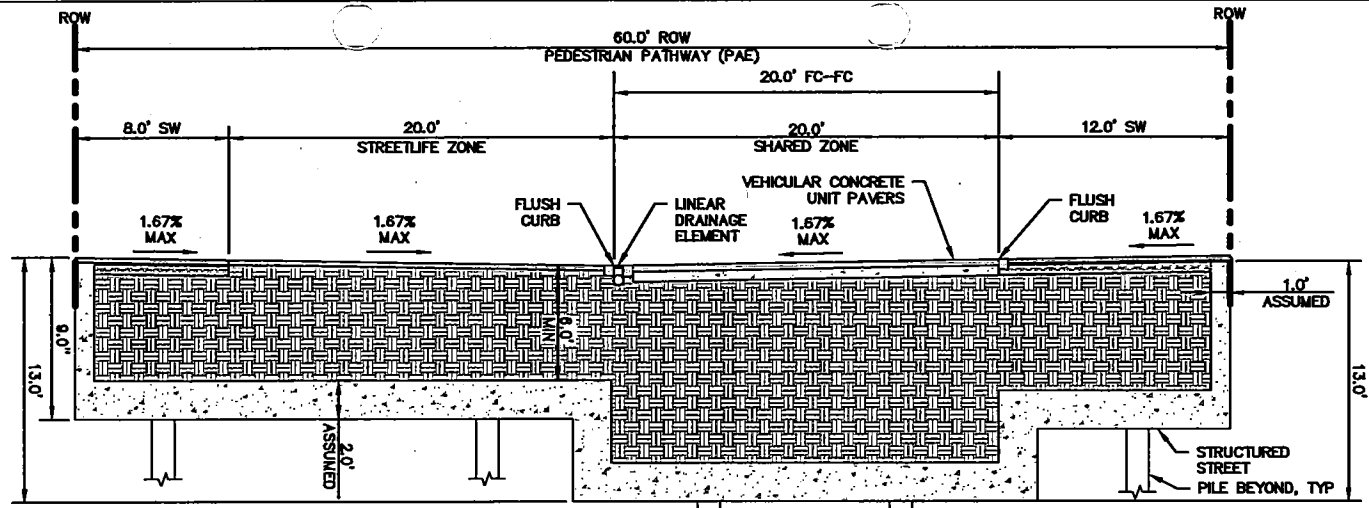 ROW
ROW
60.0' ROW
PEDESTRIAN PATHWAY (PAE)
20.0' FC-FC
8.0' SW
20.0'
STREETLIFE ZONE
20.0'
SHARED ZONE
12.0' SW
1.67%
MAX
1.67%
MAX
FLUSH
CURB
LINEAR
DRAINAGE
ELEMENT
VEHICULAR CONCRETE
UNIT PAVERS
1.67%
MAX
FLUSH
CURB
1.67%
MAX
1.0'
ASSUMED
13.0'
9.0"
6.0'
MIN
2.0'
ASSUMED
13.0'
STRUCTURED
STREET
PILE BEYOND, TYP